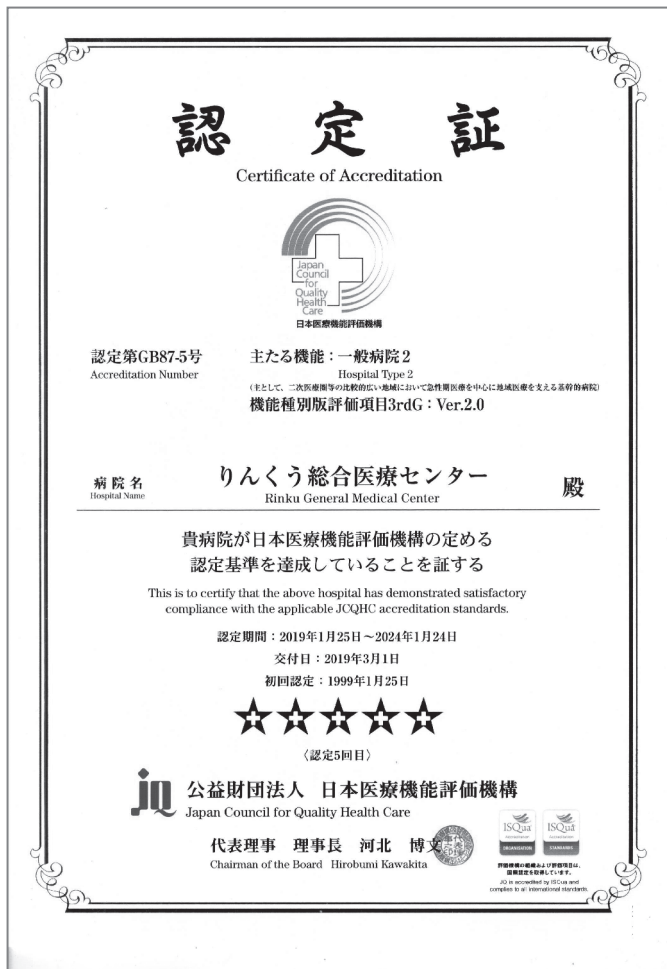 認定証
Certificate of Accreditation
Japan
Council
for
Quality
Health
Care
日本医療機能評価機構
認定第GB87-5号
Accreditation Number
主たる機能：一般病院2
Hospital Type 2
(主として、二次医療圏等の比較的広い地域において急性期医療を中心に地域医療を支える基幹的病院)
機能種別版評価項目3rdG：Ver.2.0
病院名
Hospital Name
りんくう総合医療センター 殿
Rinku General Medical Center
貴病院が日本医療機能評価機構の定める
認定基準を達成していることを証する
This is to certify that the above hospital has demonstrated satisfactory
compliance with the applicable JCQHC accreditation standards.
認定期間：2019年1月25日～2024年1月24日
交付日：2019年3月1日
初回認定：1999年1月25日
〈認定5回目〉
jQ 公益財団法人 日本医療機能評価機構
Japan Council for Quality Health Care
代表理事 理事長 河北 博文
Chairman of the Board Hirobumi Kawakita
ISQua ISQua
ORGANISATION STANDARDS
評価機構の組織および評価項目は、
国際認定を取得しています。
JQ is accredited by ISQua and
complies to all international standards.